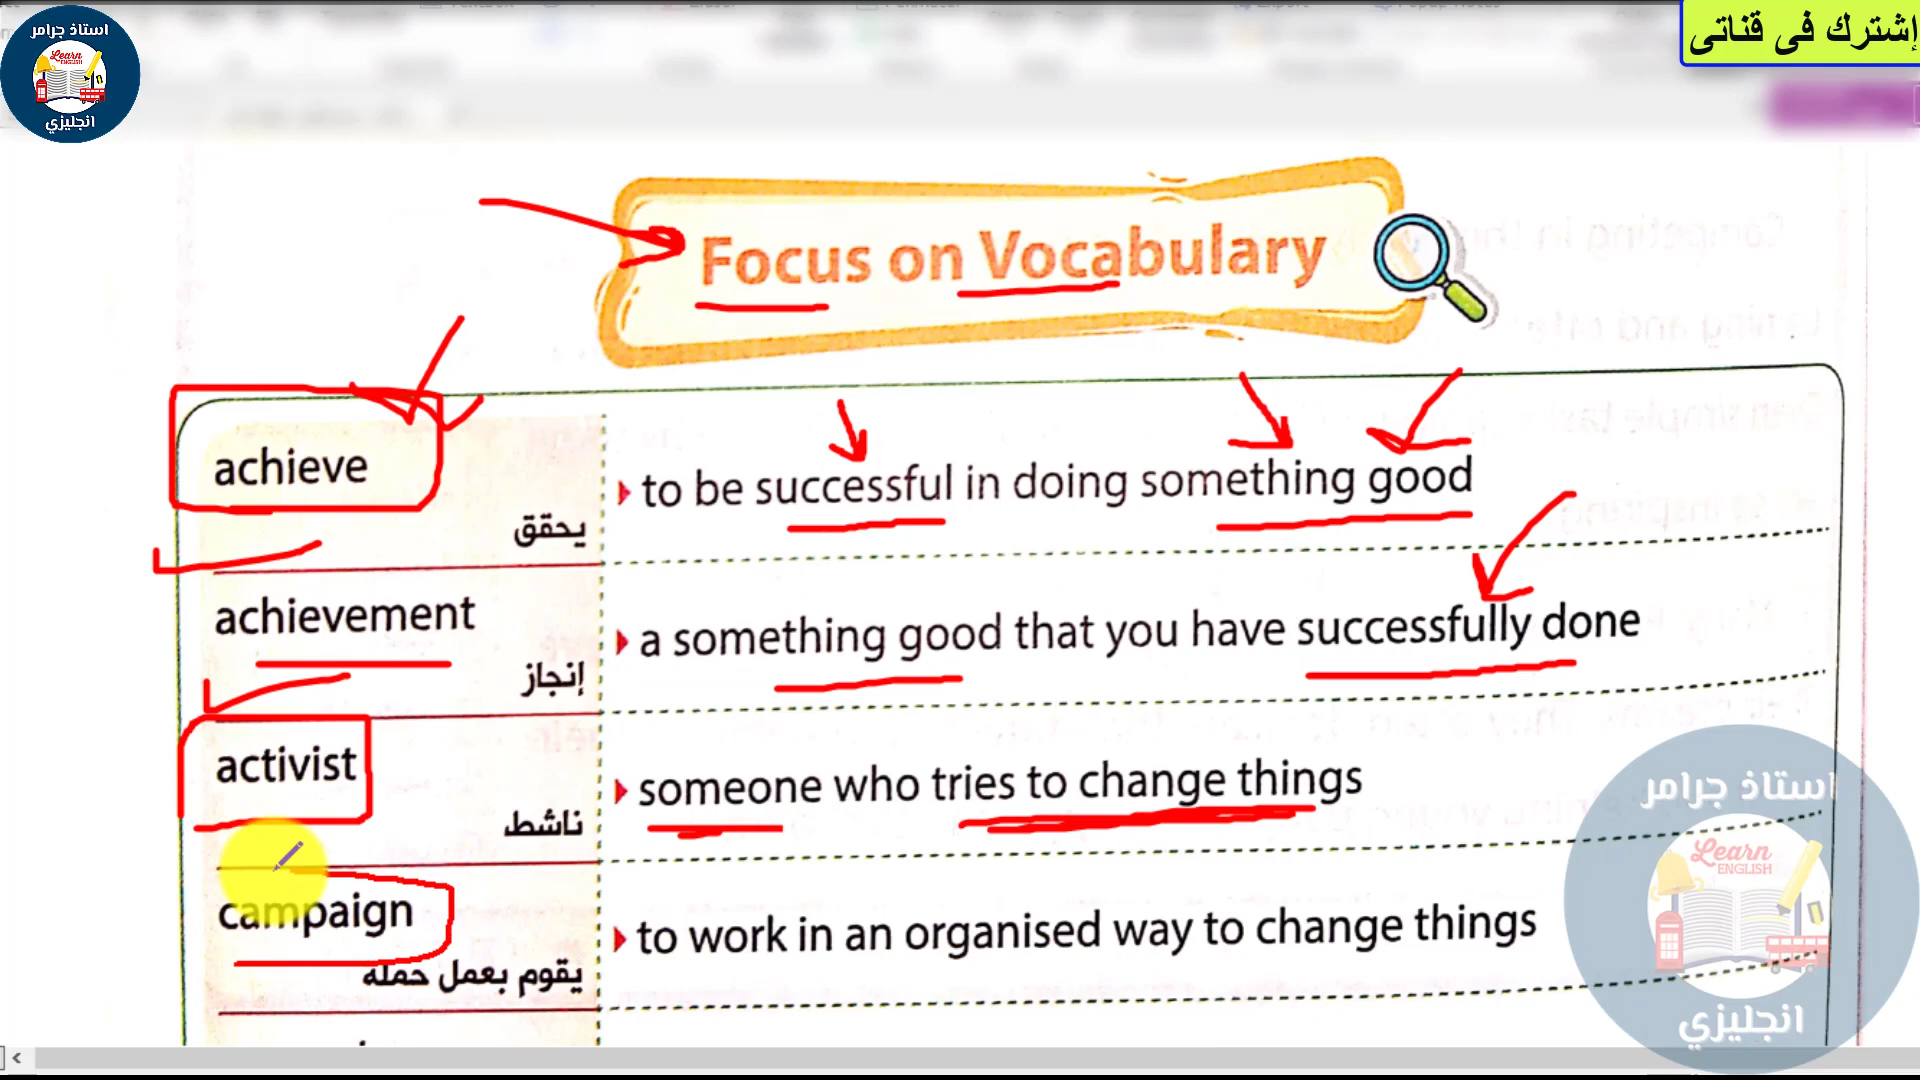 إشترك فى قناتى
استاذ جرامر
Learn
ENGLISH
انجليزي
Focus on Vocabulary
achieve
يحقق
to be successful in doing something good
achievement
إنجاز
a something good that you have successfully done
activist
ناشط
someone who tries to change things
campaign
يقوم بعمل حملة
to work in an organised way to change things
استاذ جرامر
Learn
ENGLISH
انجليزي